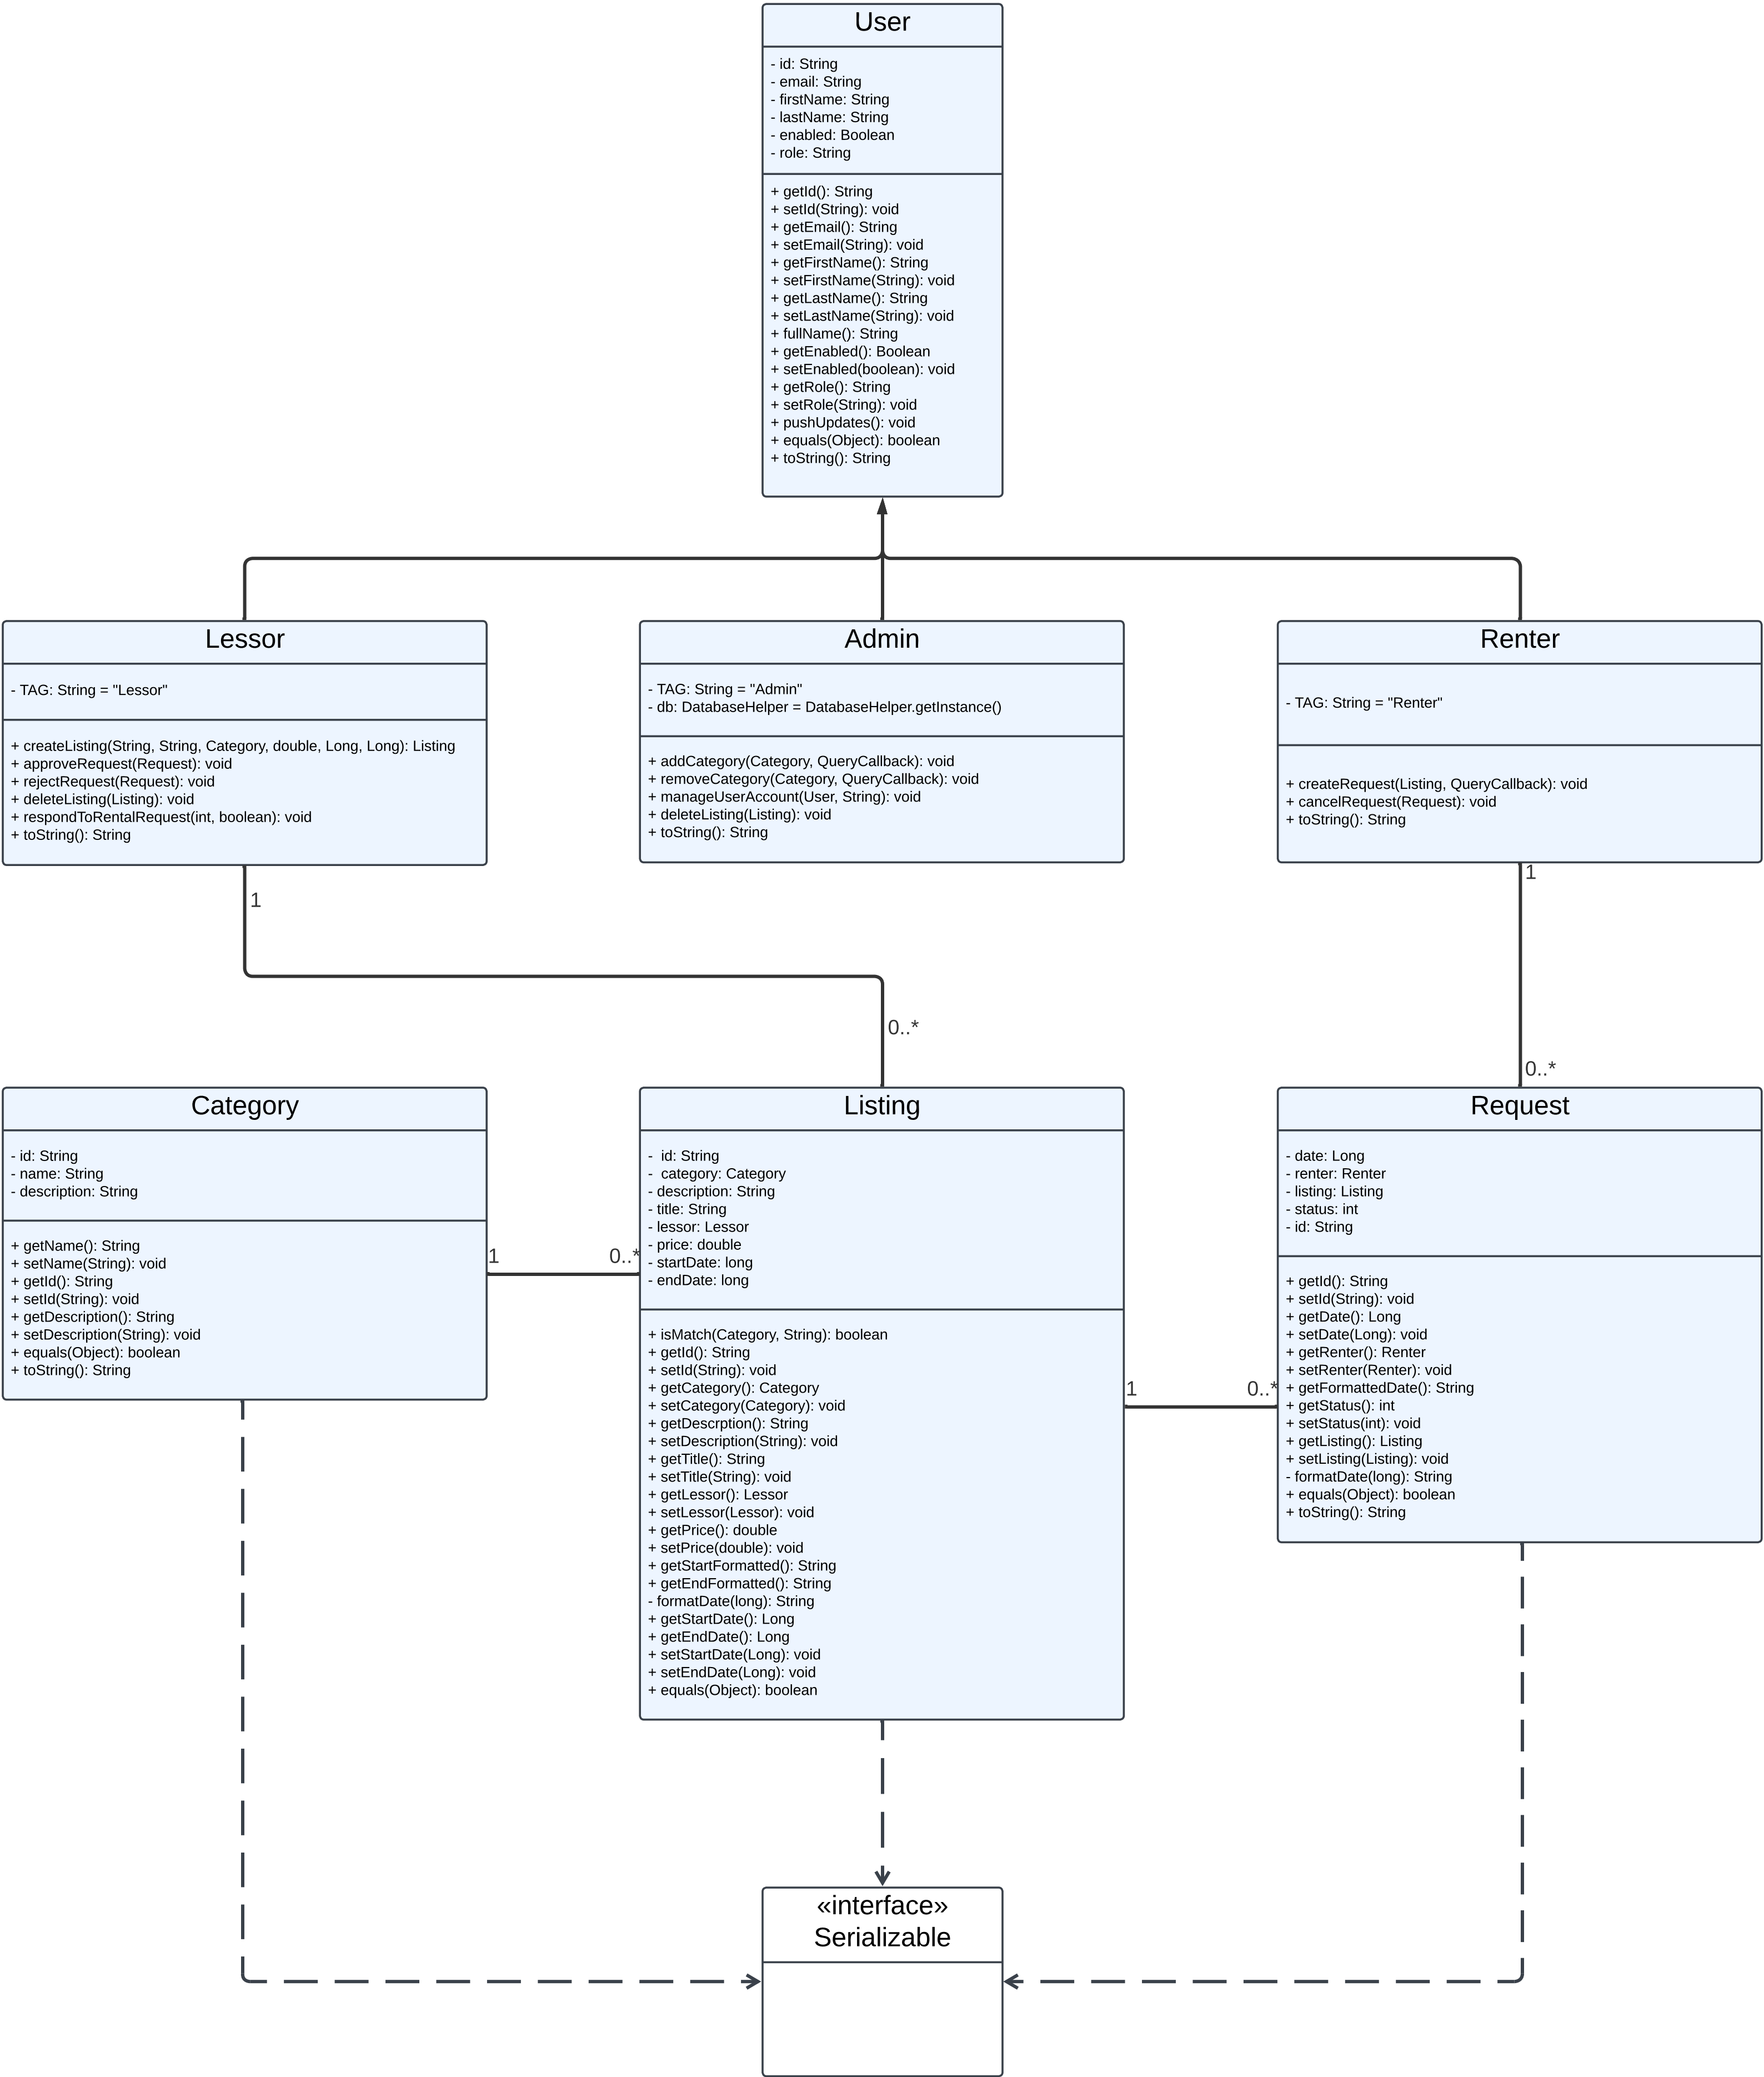 User
- id: String
- email: String
- firstName: String
- lastName: String
- enabled: Boolean
- role: String
+ getId(): String
+ setId(String): void
+ getEmail(): String
+ setEmail(String): void
+ getFirstName(): String
+ setFirstName(String): void
+ getLastName(): String
+ setLastName(String): void
+ fullName(): String
+ getEnabled(): Boolean
+ setEnabled(boolean): void
+ getRole(): String
+ setRole(String): void
+ pushUpdates(): void
+ equals(Object): boolean
+ toString(): String
Lessor
- TAG: String = "Lessor"
+ createListing(String, String, Category, double, Long, Long): Listing
+ approveRequest(Request): void
+ rejectRequest(Request): void
+ deleteListing(Listing): void
+ respondToRentalRequest(int, boolean): void
+ toString(): String
Admin
- TAG: String = "Admin"
- db: DatabaseHelper = DatabaseHelper.getInstance()
+ addCategory(Category, QueryCallback): void
+ removeCategory(Category, QueryCallback): void
+ manageUserAccount(User, String): void
+ deleteListing(Listing): void
+ toString(): String
Renter
- TAG: String = "Renter"
+ createRequest(Listing, QueryCallback): void
+ cancelRequest(Request): void
+ toString(): String
1
0..*
1
0..*
Category
- id: String
- name: String
- description: String
+ getName(): String
+ setName(String): void
+ getId(): String
+ setId(String): void
+ getDescription(): String
+ setDescription(String): void
+ equals(Object): boolean
+ toString(): String
1
0..*
Listing
- id: String
- category: Category
- description: String
- title: String
- lessor: Lessor
- price: double
- startDate: long
- endDate: long
+ isMatch(Category, String): boolean
+ getId(): String
+ setId(String): void
+ getCategory(): Category
+ setCategory(Category): void
+ getDescrption(): String
+ setDescription(String): void
+ getTitle(): String
+ setTitle(String): void
+ getLessor(): Lessor
+ setLessor(Lessor): void
+ getPrice(): double
+ setPrice(double): void
+ getStartFormatted(): String
+ getEndFormatted(): String
- formatDate(long): String
+ getStartDate(): Long
+ getEndDate(): Long
+ setStartDate(Long): void
+ setEndDate(Long): void
+ equals(Object): boolean
1
0..*
Request
- date: Long
- renter: Renter
- listing: Listing
- status: int
- id: String
+ getId(): String
+ setId(String): void
+ getDate(): Long
+ setDate(Long): void
+ getRenter(): Renter
+ setRenter(Renter): void
+ getFormattedDate(): String
+ getStatus(): int
+ setStatus(int): void
+ getListing(): Listing
+ setListing(Listing): void
- formatDate(long): String
+ equals(Object): boolean
+ toString(): String
«interface»
Serializable